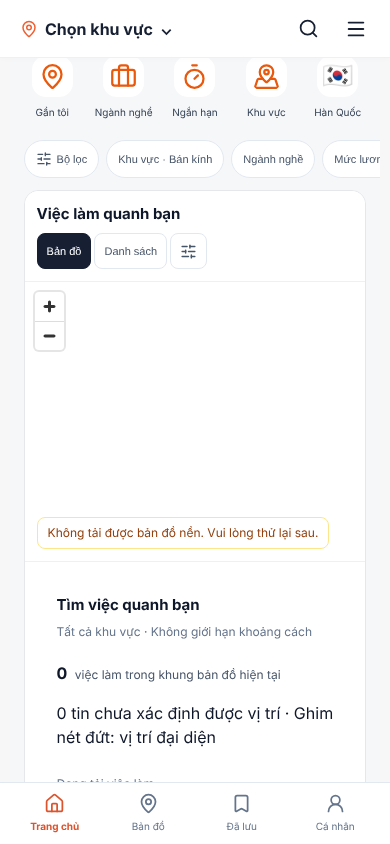 Chọn khu vực
Gần tôi
Ngành nghề
Ngắn hạn
Khu vực
Hàn Quốc
Bộ lọc
Khu vực · Bán kính
Ngành nghề
Mức lươn
Việc làm quanh bạn
Bản đồ
Danh sách
Không tải được bản đồ nền. Vui lòng thử lại sau.
Tìm việc quanh bạn
Tất cả khu vực · Không giới hạn khoảng cách
0 việc làm trong khung bản đồ hiện tại
0 tin chưa xác định được vị trí · Ghim
nét đứt: vị trí đại diện
Trang chủ
Bản đồ
Đã lưu
Cá nhân